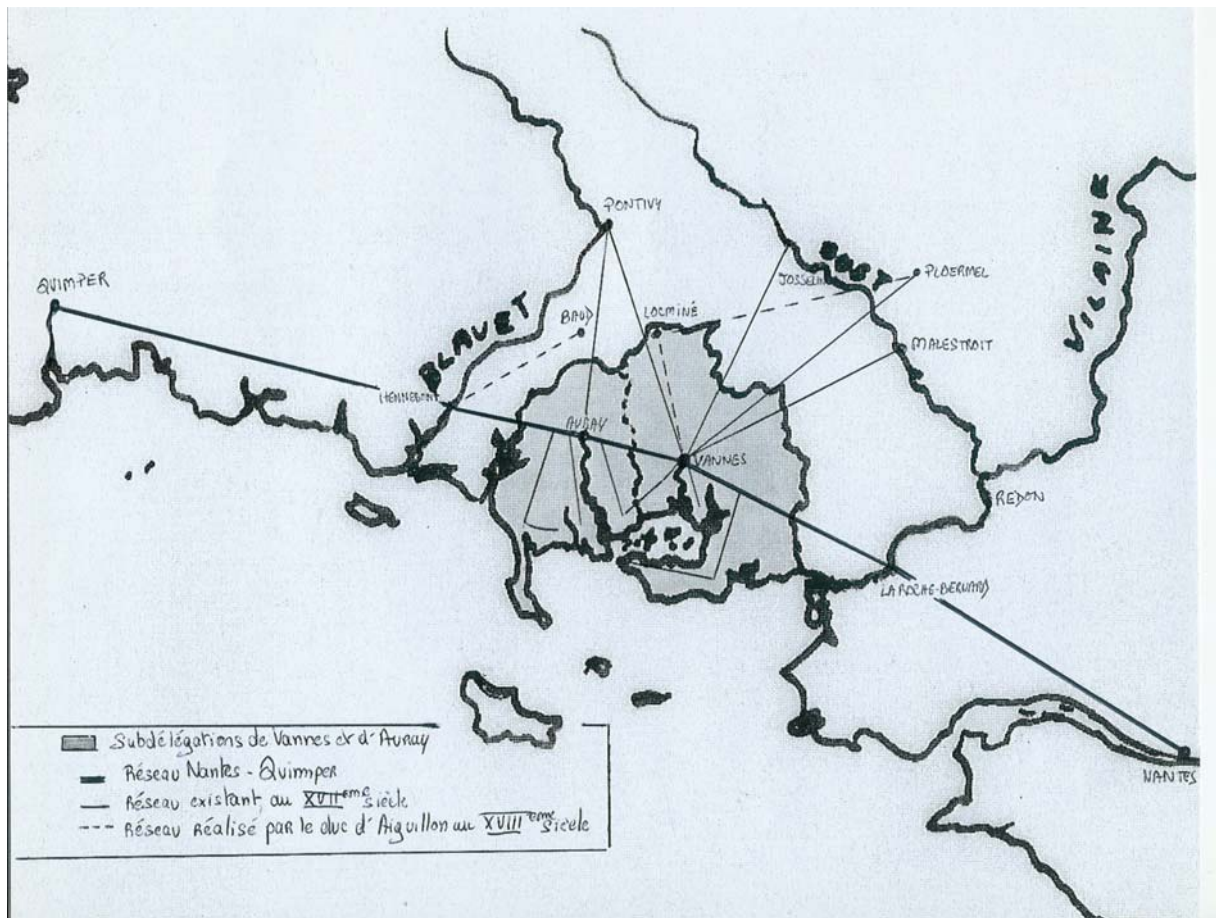 PONTIVY
QUIMPER
BLAVET
BAUD
LOCMINÉ
JOSSELIN
OUST
PLOERMEL
VILAINE
MALESTROIT
HENNEBONT
AURAY
VANNES
REDON
LA ROCHE-BERNARD
NANTES
Subdélégations de Vannes et d'Auray
Réseau Nantes - Quimper
Réseau existant au XVIIème siècle
Réseau Réalisé par le duc d'Aiguillon au XVIIIème siècle